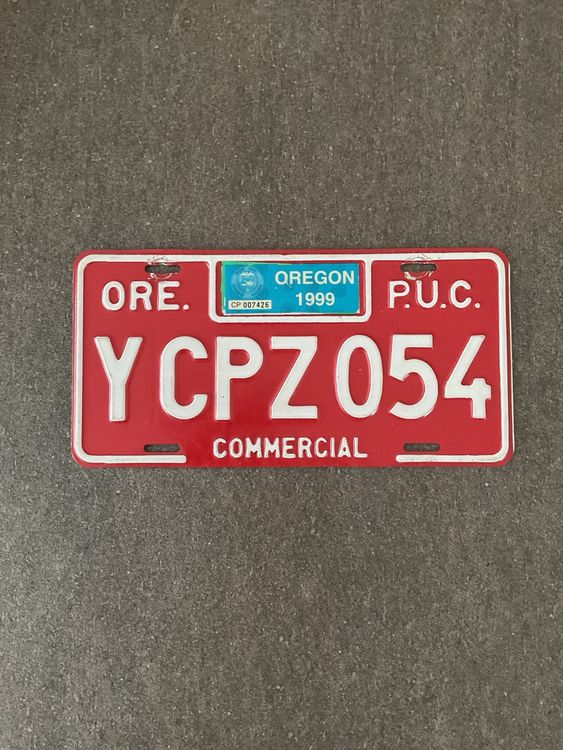 ORE.
OREGON
1999
CP 007426
P.U.C.
YCPZ054
COMMERCIAL